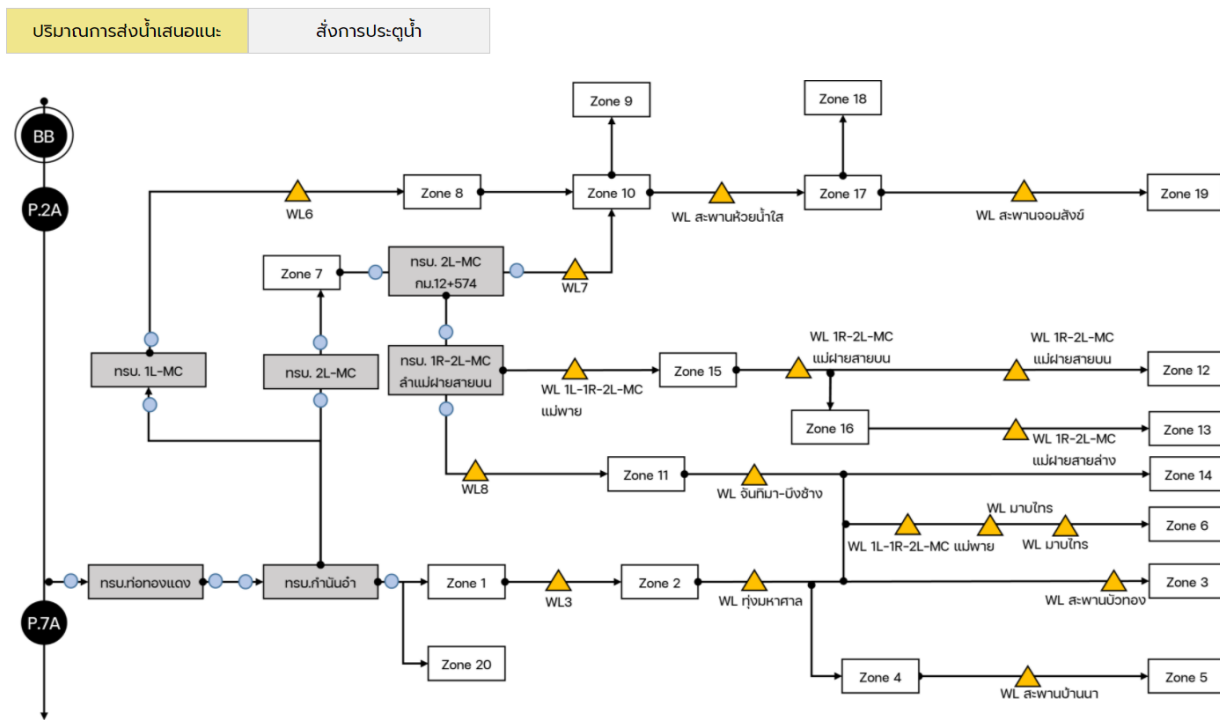 ปริมาณการส่งน้ำเสนอแนะ
สั่งการประตูน้ำ
BB
P.2A
P.7A
Zone 9
Zone 18
Zone 8
Zone 10
Zone 17
Zone 19
WL6
WL สะพานห้วยน้ำใส
WL สะพานจอมสังข์
Zone 7
ทรบ. 2L-MC
กม.12+574
WL7
ทรบ. 1L-MC
ทรบ. 2L-MC
ทรบ. 1R-2L-MC
ลำแม่ฝายสายบน
WL 1L-1R-2L-MC
แม่พาย
Zone 15
WL 1R-2L-MC
แม่ฝายสายบน
WL 1R-2L-MC
แม่ฝายสายบน
Zone 12
Zone 16
WL 1R-2L-MC
แม่ฝายสายล่าง
Zone 13
WL8
Zone 11
WL จันทิมา-บึงช้าง
Zone 14
WL 1L-1R-2L-MC แม่พาย
WL มาบไทร
WL มาบไทร
Zone 6
ทรบ.ท่อทองแดง
ทรบ.กำนันอำ
Zone 1
WL3
Zone 2
WL ทุ่งมหาศาล
WL สะพานบัวทอง
Zone 3
Zone 20
Zone 4
WL สะพานบ้านนา
Zone 5